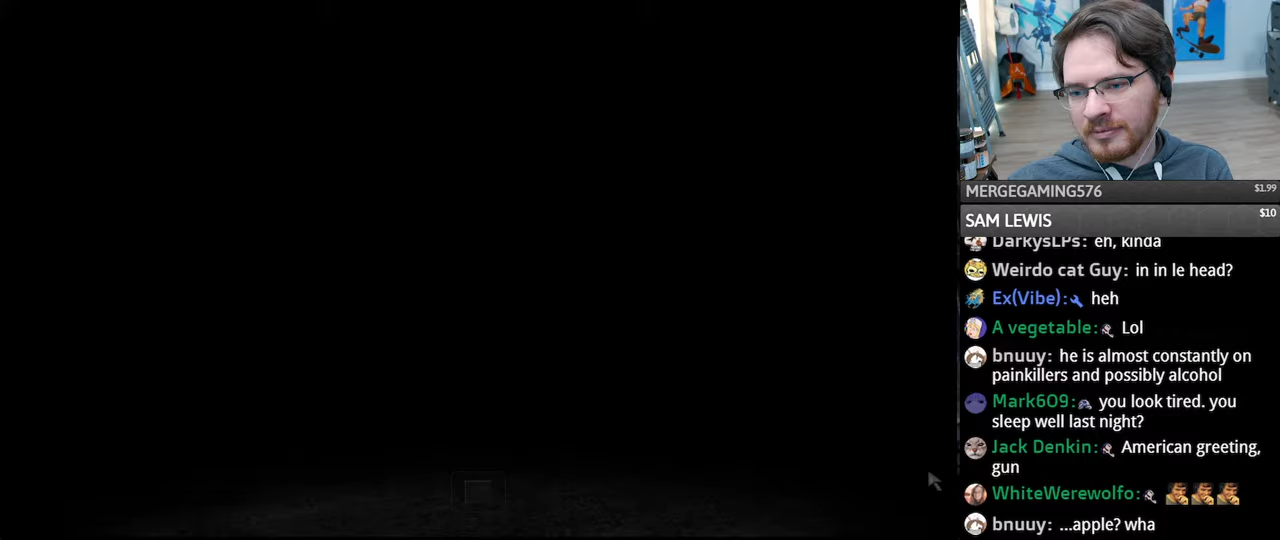 MERGEGAMING576 $1.99
SAM LEWIS $10
DarkysLPs: eh, kinda
Weirdo cat Guy: in in le head?
Ex(Vibe): heh
A vegetable: Lol
bnuuy: he is almost constantly on
painkillers and possibly alcohol
Mark6O9: you look tired. you
sleep well last night?
Jack Denkin: American greeting,
gun
WhiteWerewolfo:
bnuuy: ...apple? wha